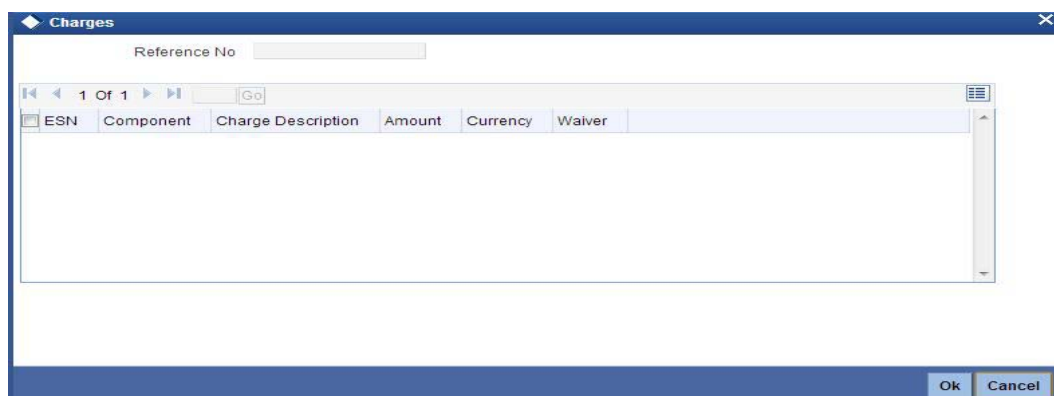 Charges
Reference No
1 Of 1 Go
ESN Component Charge Description Amount Currency Waiver
Ok Cancel